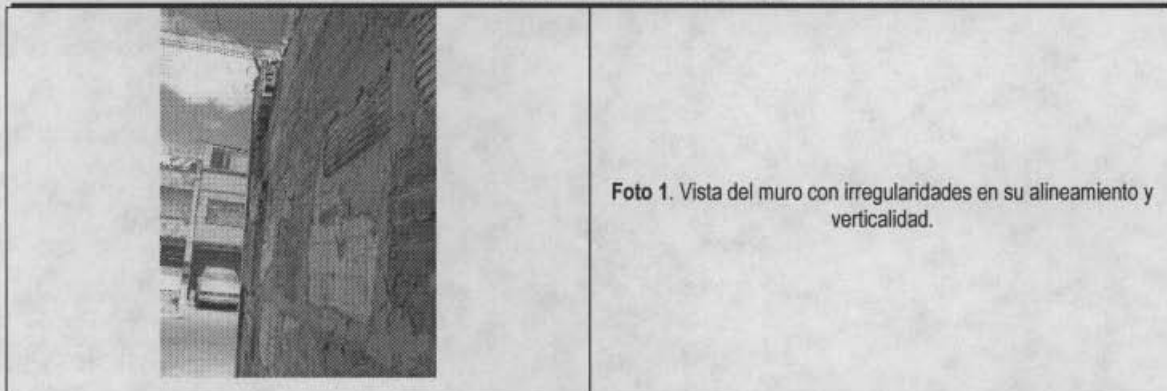 Foto 1. Vista del muro con irregularidades en su alineamiento y
verticalidad.